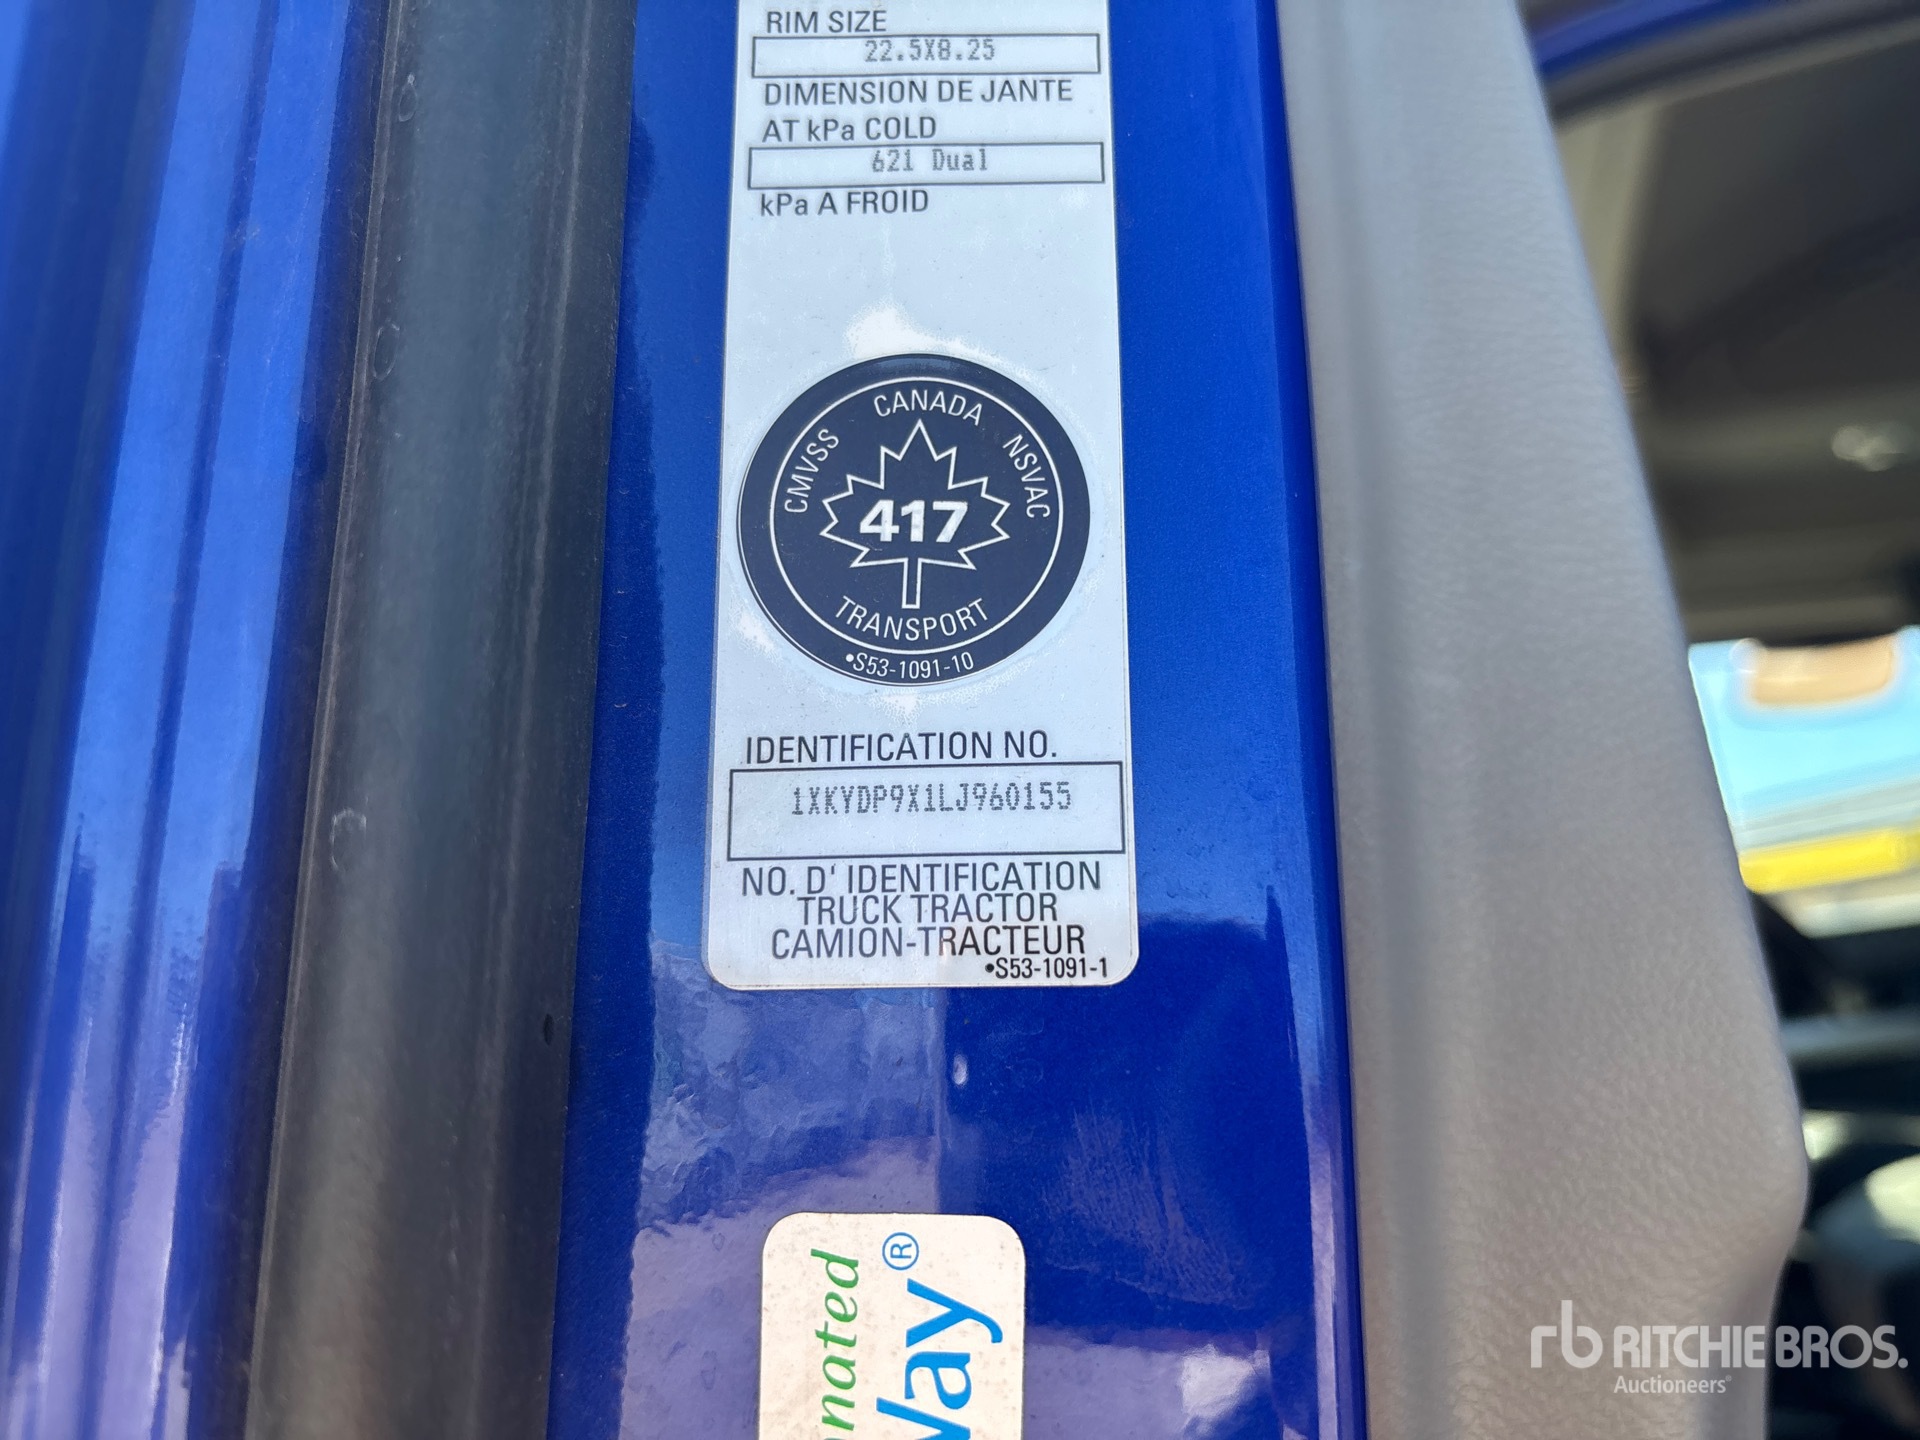 RIM SIZE
22.5X8.25
DIMENSION DE JANTE
AT kPa COLD
621 Dual
kPa A FROID
CANADA
CMVSS
NSVAC
417
TRANSPORT
•S53-1091-10
IDENTIFICATION NO.
1XKYDP9X1LJ960155
NO. D' IDENTIFICATION
TRUCK TRACTOR
CAMION-TRACTEUR
•S53-1091-1
Way®
rb RITCHIE BROS.
Auctioneers